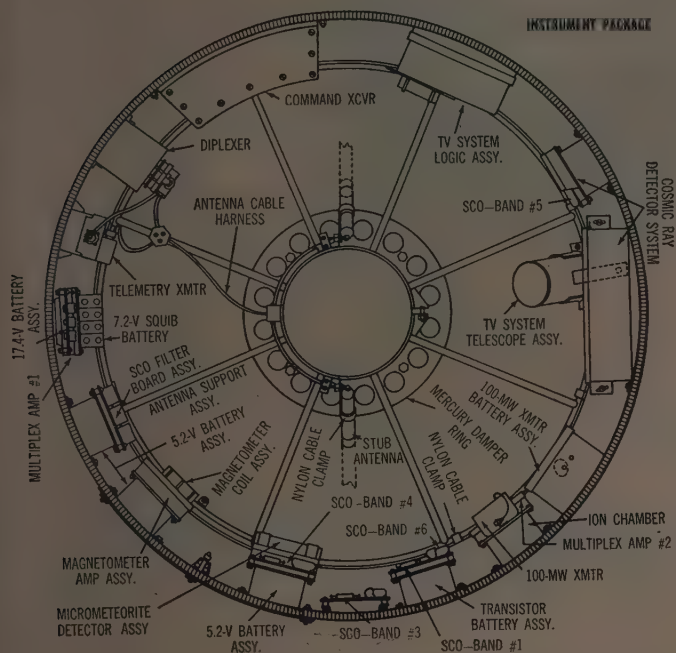 INSTRUMENT PACKAGE
COMMAND XCVR
TV SYSTEM
LOGIC ASSY.
DIPLEXER
COSMIC RAY
DETECTOR SYSTEM
ANTENNA CABLE
HARNESS
SCO-BAND #5
TELEMETRY XMTR
TV SYSTEM
TELESCOPE ASSY.
17.4-V BATTERY
ASSY.
7.2-V SQUIB
BATTERY
MULTIPLEX AMP #1
SCO FILTER
BOARD ASSY.
ANTENNA SUPPORT
ASSY.
5.2-V BATTERY
ASSY.
MAGNETOMETER
COIL ASSY.
NYLON CABLE
CLAMP
STUB
ANTENNA
MERCURY DAMPER
RING
100-MW XMTR
BATTERY ASSY.
NYLON CABLE
CLAMP
SCO-BAND #4
SCO-BAND #6
ION CHAMBER
MULTIPLEX AMP #2
100-MW XMTR
MAGNETOMETER
AMP ASSY.
MICROMETEORITE
DETECTOR ASSY
5.2-V BATTERY
ASSY.
SCO-BAND #3
TRANSISTOR
BATTERY ASSY.
SCO-BAND #1